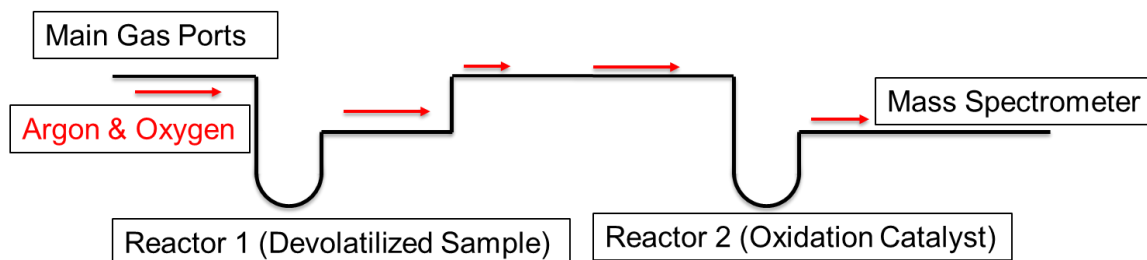 Main Gas Ports
Argon & Oxygen
Mass Spectrometer
Reactor 1 (Devolatilized Sample)
Reactor 2 (Oxidation Catalyst)